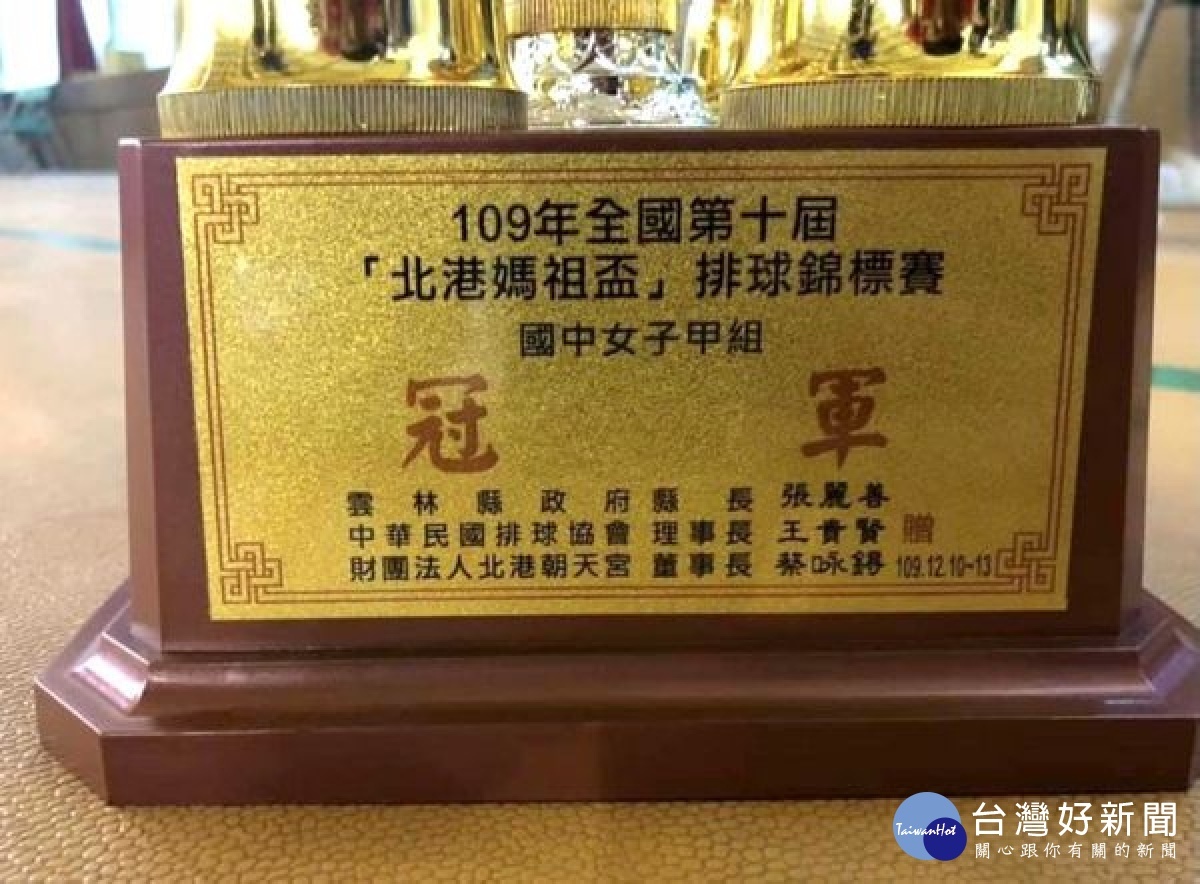 109年全國第十屆
「北港媽祖盃」排球錦標賽
國中女子甲組
冠軍
雲林縣政府縣長 張麗善
中華民國排球協會 理事長 王貴賢 贈
財團法人北港朝天宮 董事長 蔡咏鍀 109.12.10-13
TaiwanHot
台灣好新聞
關心跟你有關的新聞